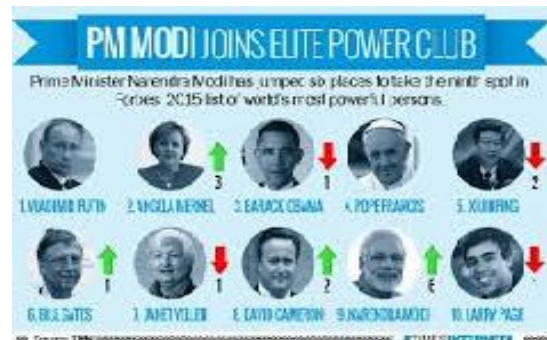 PM MODI JOINS ELITE POWER CLUB
Prime Minister Narendra Modi has jumped six places to take the ninth spot in
Forbes 2015 list of world's most powerful persons
3 1 2
1. VLADIMIR PUTIN 2. ANGELA MERKEL 3. BARACK OBAMA 4. POPE FRANCIS 5. XI JINPING
1 1 2 6
6. BILL GATES 7. JANET YELLEN 8. DAVID CAMERON 9. NARENDRA MODI 10. LARRY PAGE